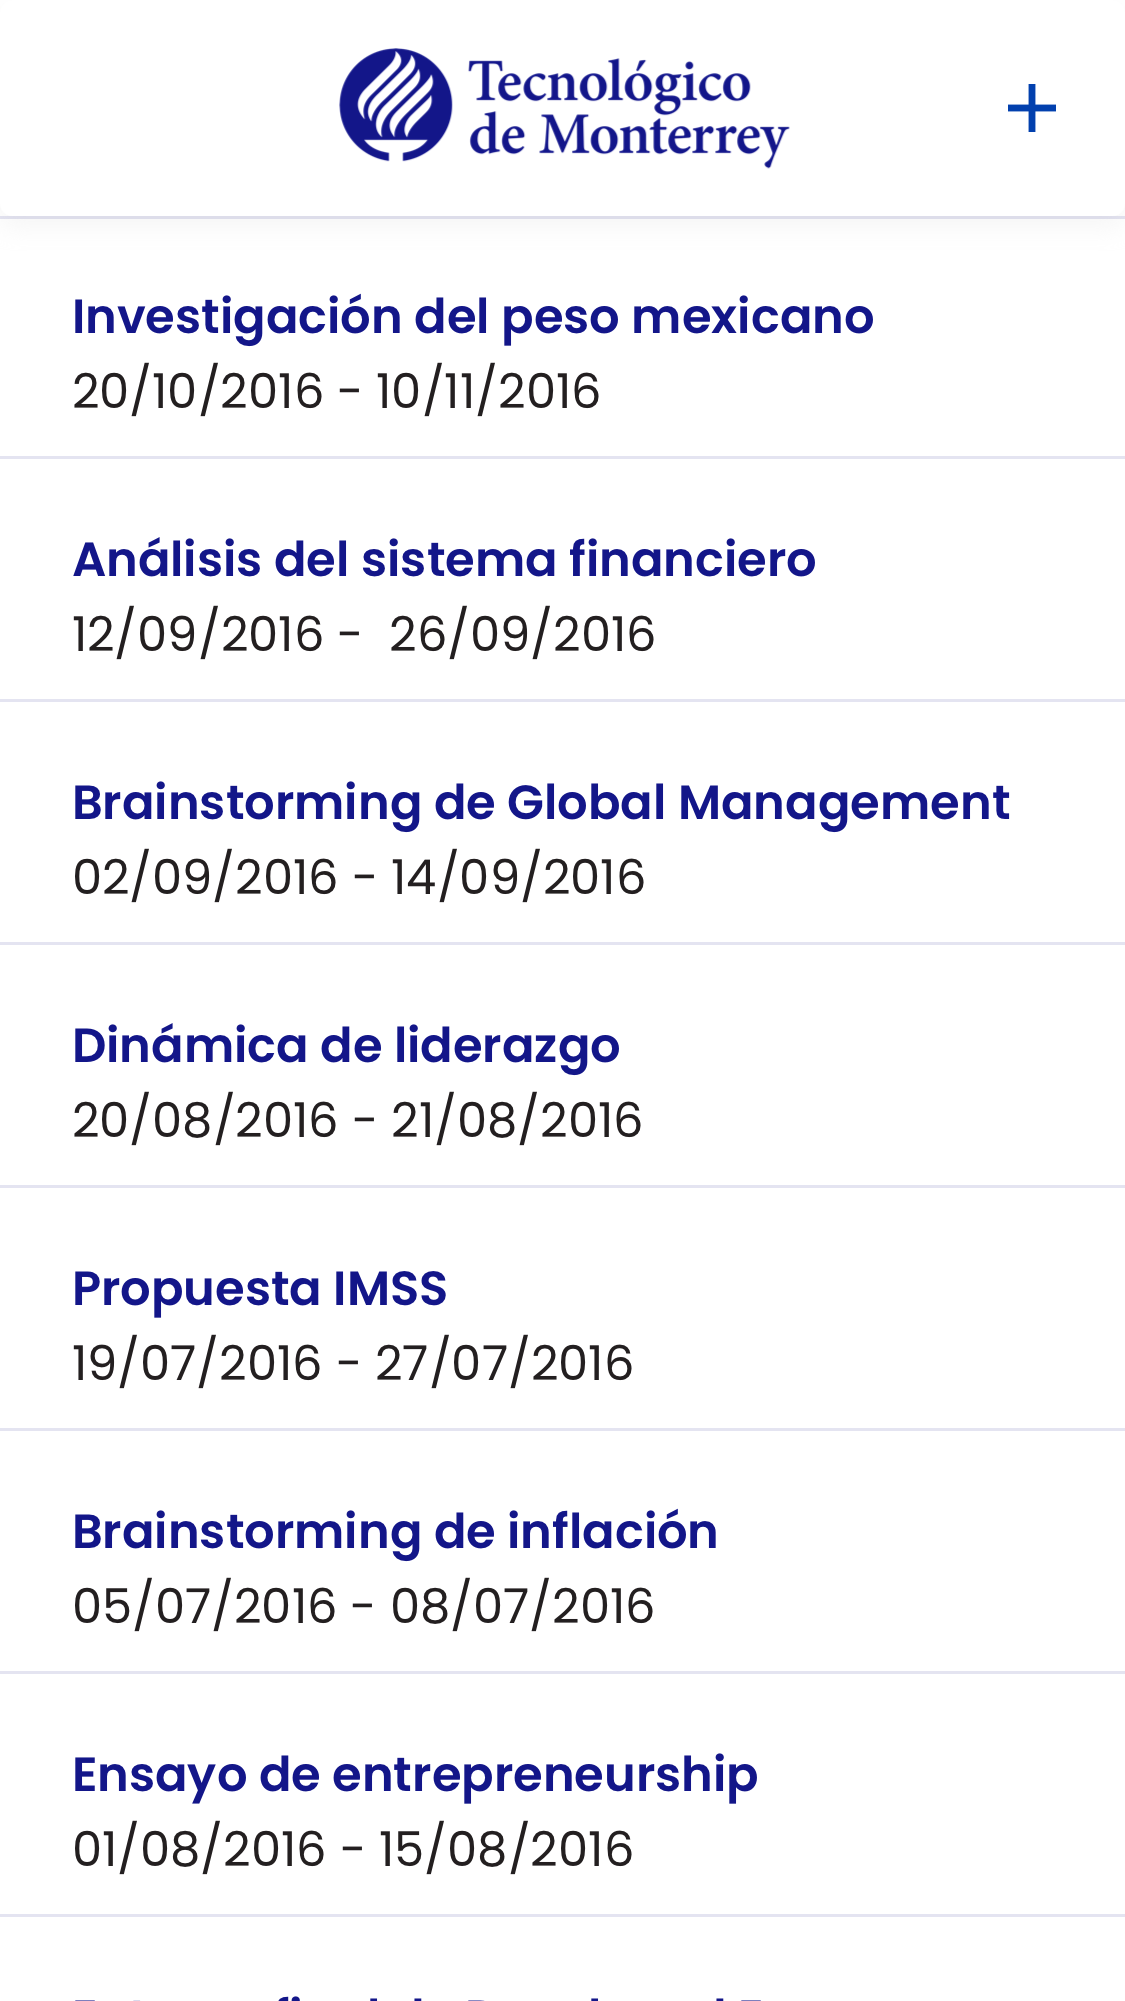 Tecnológico
de Monterrey
Investigación del peso mexicano
20/10/2016 - 10/11/2016
Análisis del sistema financiero
12/09/2016 -  26/09/2016
Brainstorming de Global Management
02/09/2016 - 14/09/2016
Dinámica de liderazgo
20/08/2016 - 21/08/2016
Propuesta IMSS
19/07/2016 - 27/07/2016
Brainstorming de inflación
05/07/2016 - 08/07/2016
Ensayo de entrepreneurship
01/08/2016 - 15/08/2016